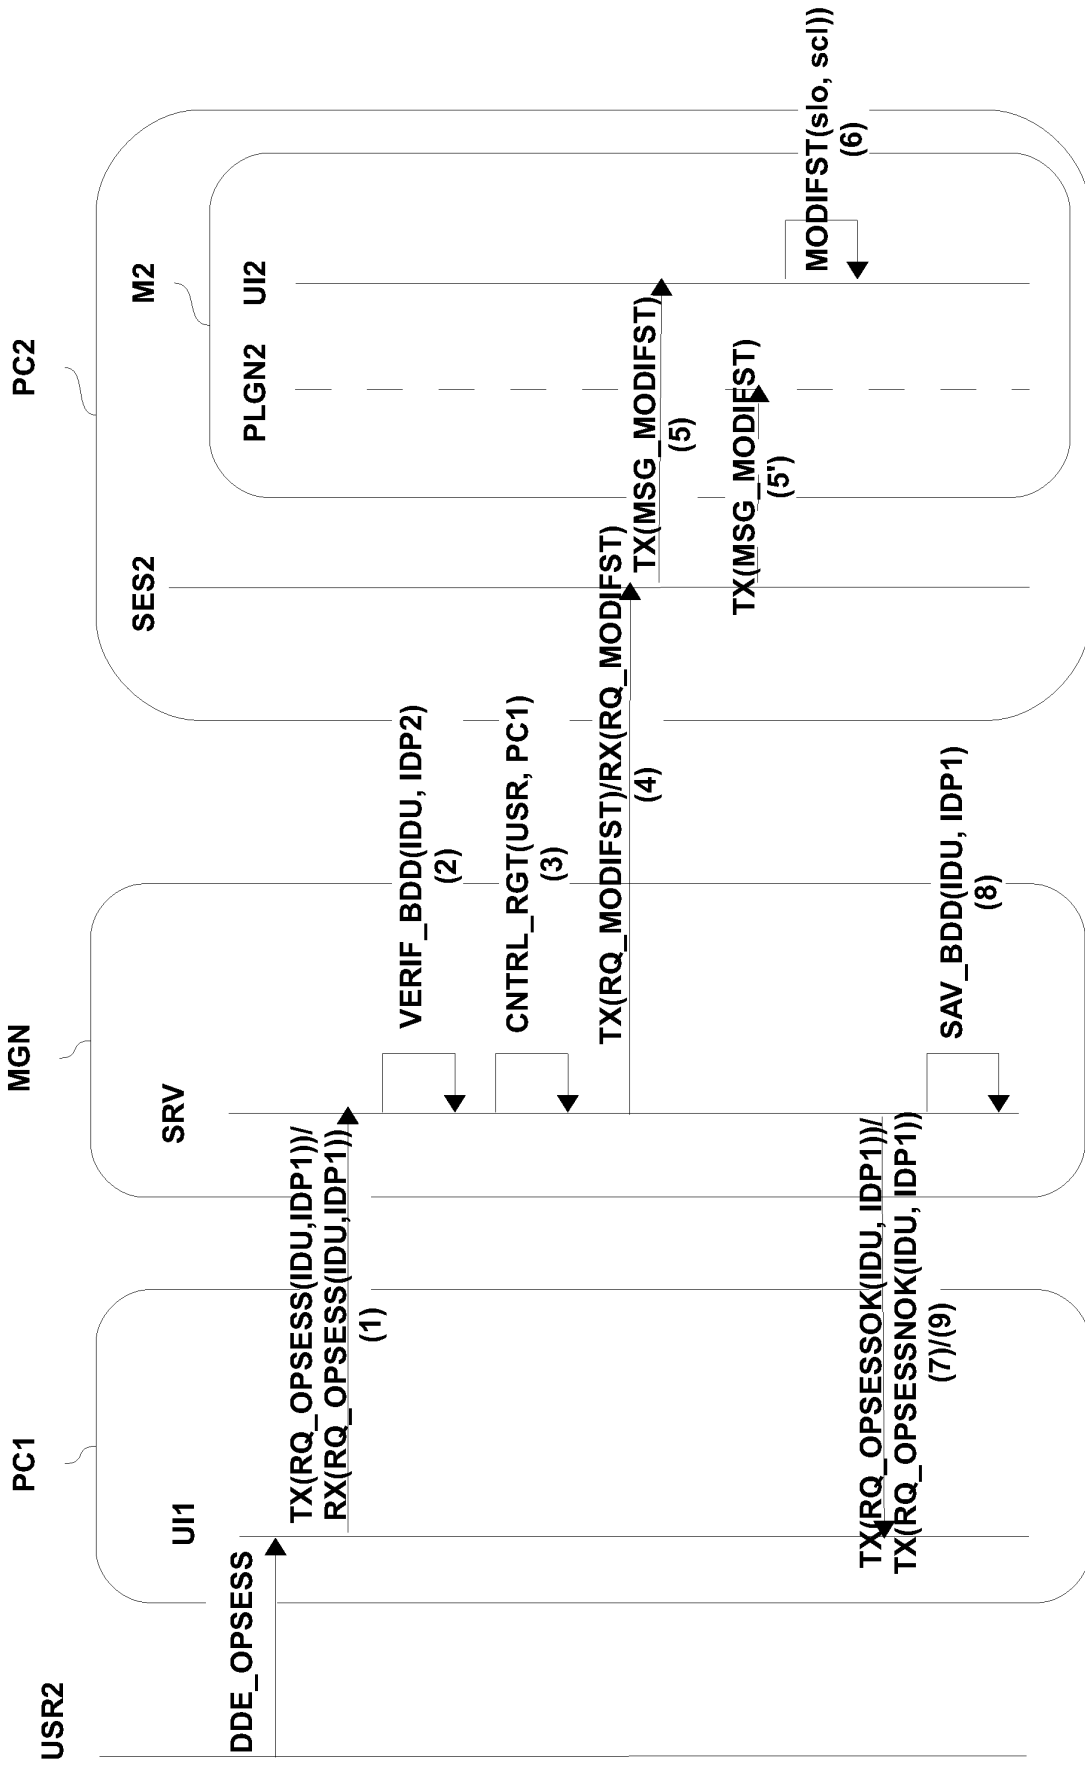 USR2
PC1
MGN
PC2
UI1
SRV
SES2
M2
PLGN2
UI2
DDE_OPSESS
TX(RQ_OPSESS(IDU,IDP1))/
RX(RQ_OPSESS(IDU,IDP1))
(1)
VERIF_BDD(IDU, IDP2)
(2)
CNTRL_RGT(USR, PC1)
(3)
TX(RQ_MODIFST)/RX(RQ_MODIFST)
(4)
TX(MSG_MODIFST)
(5)
TX(MSG_MODIFST)
(5')
MODIFST(slo, scl))
(6)
TX(RQ_OPSESSOK(IDU, IDP1))/
TX(RQ_OPSESSNOK(IDU, IDP1))
(7)/(9)
SAV_BDD(IDU, IDP1)
(8)